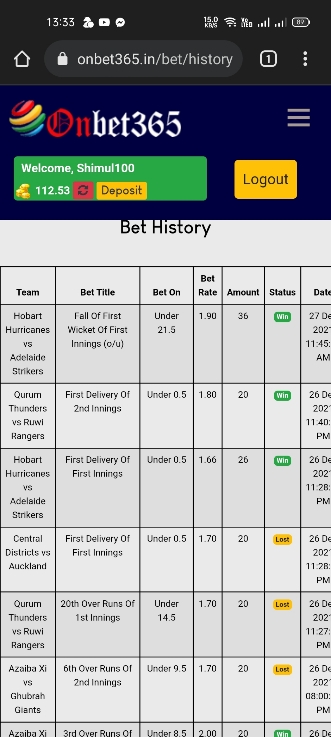 13:33
15.0 KB/S
89
onbet365.in/bet/history
1
Onbet365
Welcome, Shimul100
112.53 Deposit
Logout
Bet History
Team Bet Title Bet On Bet Rate Amount Status Date
Hobart Hurricanes vs Adelaide Strikers Fall Of First Wicket Of First Innings (o/u) Under 21.5 1.90 36 Win 27 De 202 11:45: AM
Qurum Thunders vs Ruwi Rangers First Delivery Of 2nd Innings Under 0.5 1.80 20 Win 26 De 202 11:40: PM
Hobart Hurricanes vs Adelaide Strikers First Delivery Of First Innings Under 0.5 1.66 26 Win 26 De 202 11:28: PM
Central Districts vs Auckland First Delivery Of First Innings Under 0.5 1.70 20 Lost 26 De 202 11:28: PM
Qurum Thunders vs Ruwi Rangers 20th Over Runs Of 1st Innings Under 14.5 1.70 20 Lost 26 De 202 11:27: PM
Azaiba Xi vs Ghubrah Giants 6th Over Runs Of 2nd Innings Under 9.5 1.70 20 Lost 26 De 202 08:00: PM
Azaiba Xi 3rd Over Runs Of Under 8.5 2.00 20 Win 26 De